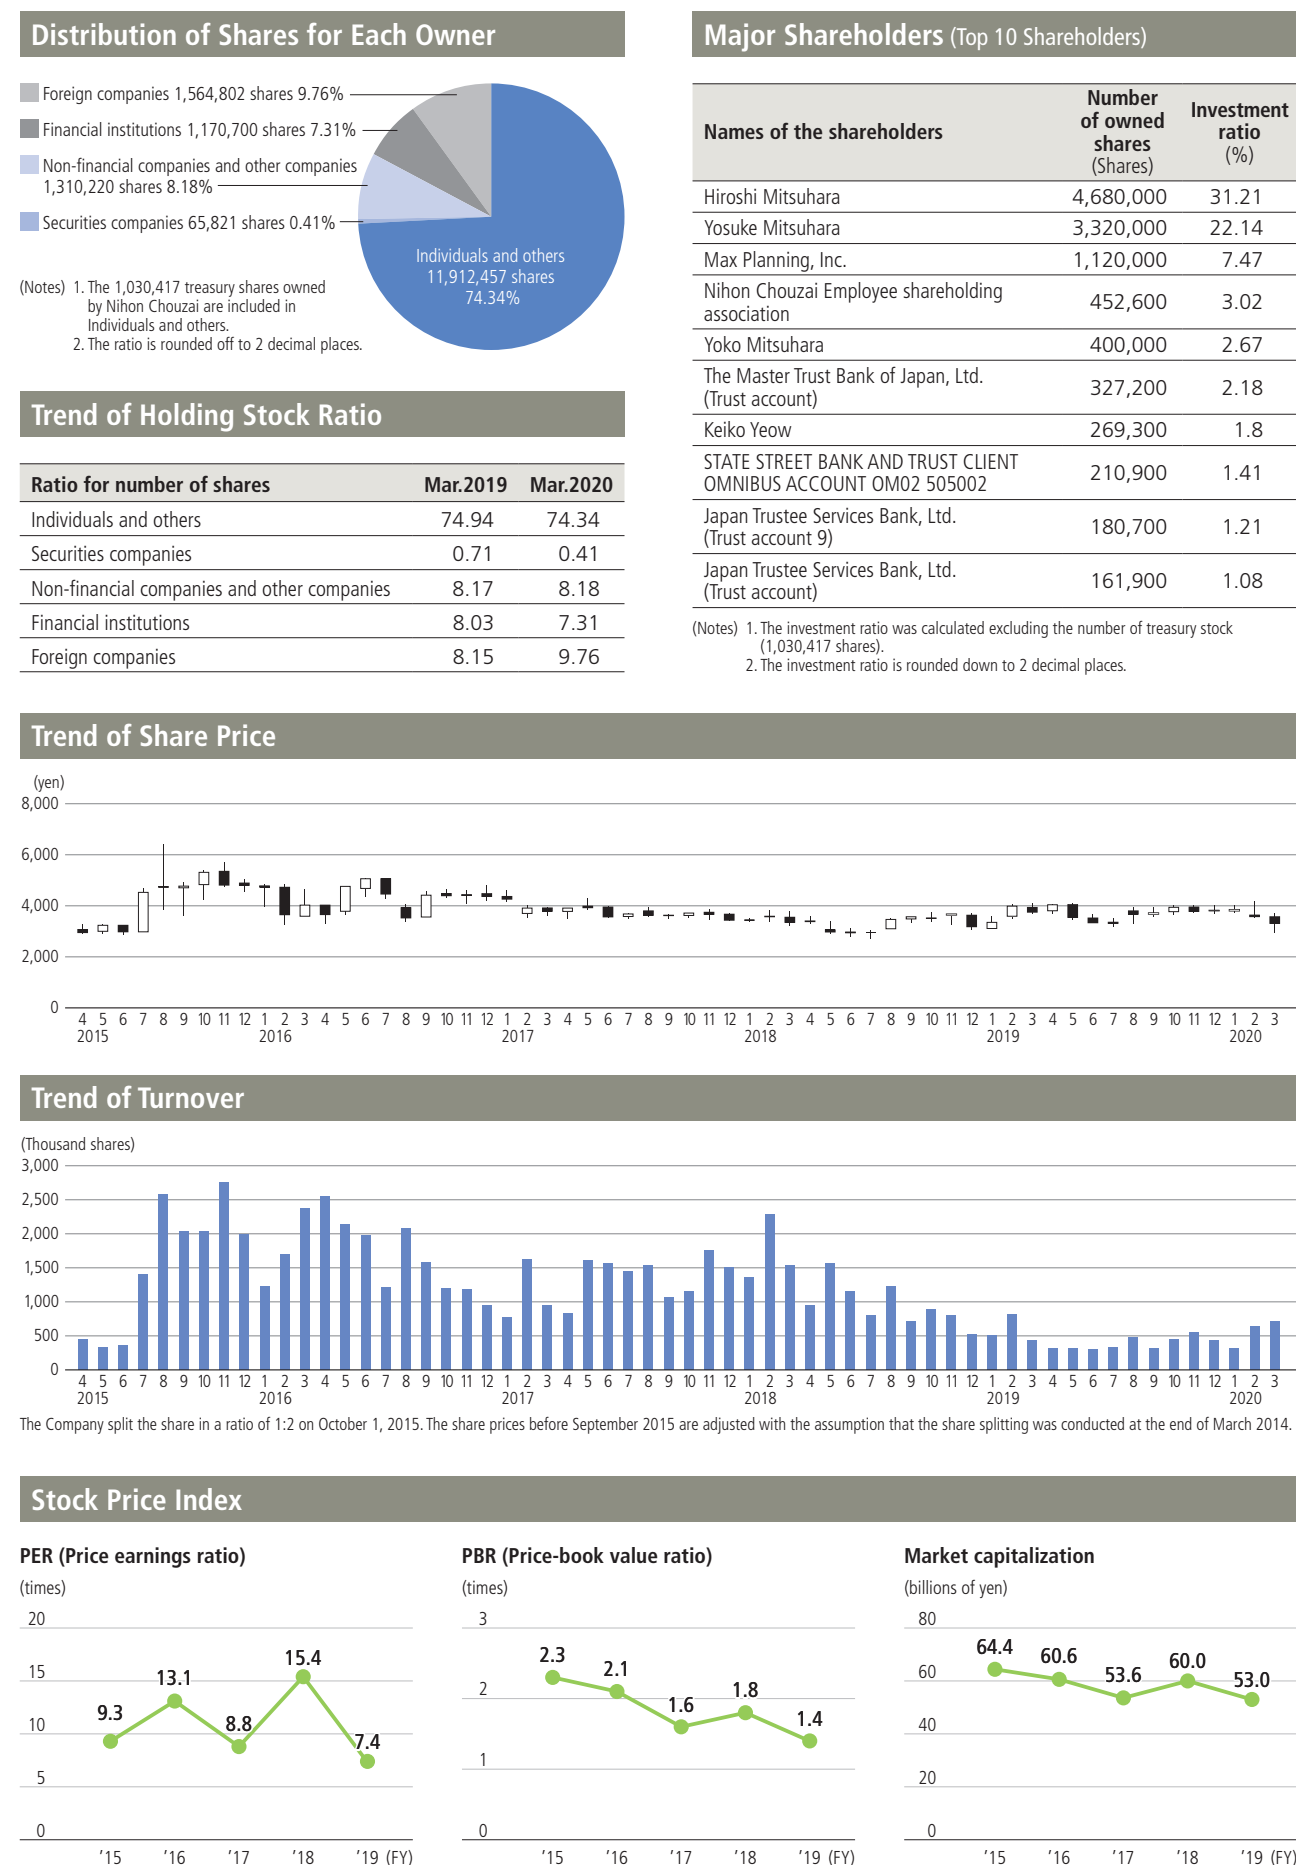 Distribution of Shares for Each Owner
Foreign companies 1,564,802 shares 9.76%
Financial institutions 1,170,700 shares 7.31%
Non-financial companies and other companies
1,310,220 shares 8.18%
Securities companies 65,821 shares 0.41%
Individuals and others
11,912,457 shares
74.34%
(Notes) 1. The 1,030,417 treasury shares owned
by Nihon Chouzai are included in
Individuals and others.
2. The ratio is rounded off to 2 decimal places.
Trend of Holding Stock Ratio
Ratio for number of shares Mar.2019 Mar.2020
Individuals and others 74.94 74.34
Securities companies 0.71 0.41
Non-financial companies and other companies 8.17 8.18
Financial institutions 8.03 7.31
Foreign companies 8.15 9.76
Major Shareholders (Top 10 Shareholders)
Names of the shareholders
Number
of owned
shares
(Shares)
Investment
ratio
(%)
Hiroshi Mitsuhara 4,680,000 31.21
Yosuke Mitsuhara 3,320,000 22.14
Max Planning, Inc. 1,120,000 7.47
Nihon Chouzai Employee shareholding
association 452,600 3.02
Yoko Mitsuhara 400,000 2.67
The Master Trust Bank of Japan, Ltd.
(Trust account) 327,200 2.18
Keiko Yeow 269,300 1.8
STATE STREET BANK AND TRUST CLIENT
OMNIBUS ACCOUNT OM02 505002 210,900 1.41
Japan Trustee Services Bank, Ltd.
(Trust account 9) 180,700 1.21
Japan Trustee Services Bank, Ltd.
(Trust account) 161,900 1.08
(Notes) 1. The investment ratio was calculated excluding the number of treasury stock
(1,030,417 shares).
2. The investment ratio is rounded down to 2 decimal places.
Trend of Share Price
(yen)
8,000
6,000
4,000
2,000
0
4 5 6 7 8 9 10 11 12 1 2 3 4 5 6 7 8 9 10 11 12 1 2 3 4 5 6 7 8 9 10 11 12 1 2 3 4 5 6 7 8 9 10 11 12 1 2 3 4 5 6 7 8 9 10 11 12 1 2 3
2015 2016 2017 2018 2019 2020
Trend of Turnover
(Thousand shares)
3,000
2,500
2,000
1,500
1,000
500
0
4 5 6 7 8 9 10 11 12 1 2 3 4 5 6 7 8 9 10 11 12 1 2 3 4 5 6 7 8 9 10 11 12 1 2 3 4 5 6 7 8 9 10 11 12 1 2 3 4 5 6 7 8 9 10 11 12 1 2 3
2015 2016 2017 2018 2019 2020
The Company split the share in a ratio of 1:2 on October 1, 2015. The share prices before September 2015 are adjusted with the assumption that the share splitting was conducted at the end of March 2014.
Stock Price Index
PER (Price earnings ratio)
(times)
20
15
10
5
0
9.3
13.1
8.8
15.4
7.4
'15 '16 '17 '18 '19 (FY)
PBR (Price-book value ratio)
(times)
3
2
1
0
2.3
2.1
1.6
1.8
1.4
'15 '16 '17 '18 '19 (FY)
Market capitalization
(billions of yen)
80
60
40
20
0
64.4
60.6
53.6
60.0
53.0
'15 '16 '17 '18 '19 (FY)